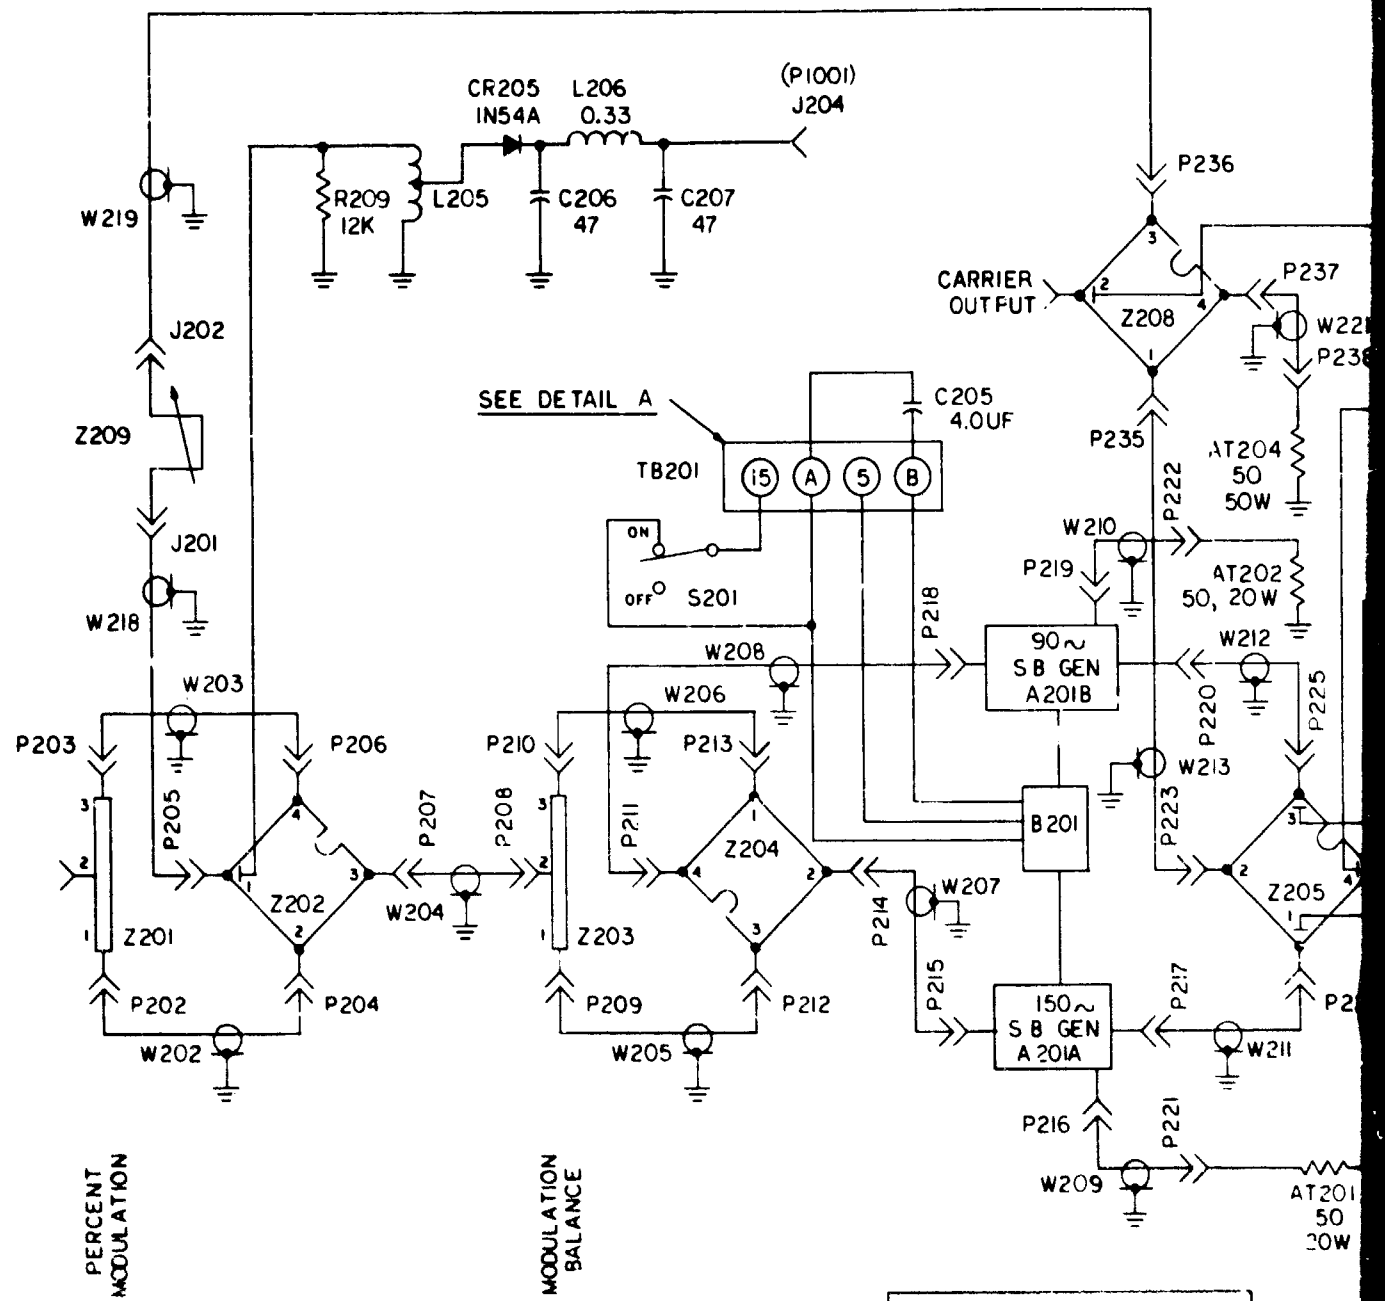 (P1001)
J204
CR205
1N54A
L206
0.33
P236
R209
12K
L205
C206
47
C207
47
W219
3
P237
CARRIER
OUTPUT
2
4
Z208
1
W221
P238
J202
SEE DETAIL A
C205
4.0UF
P235
Z209
TB201
15
A
5
B
AT204
50
50W
P222
W210
J201
ON
OFF
S201
P219
AT202
50, 20W
W218
P218
W208
90~
SB GEN
A201B
W212
W203
W206
P220
P225
P203
P206
P210
P213
W213
3
4
3
1
3
P205
P207
P208
P211
B201
P223
2
1
3
2
4
Z204
2
2
Z205
4
Z202
W204
P214
W207
1
Z201
2
1
Z203
3
1
P215
P217
P202
P204
P209
P212
150~
SB GEN
A201A
W202
W205
W211
P216
P221
W209
AT201
50
PERCENT
MODULATION
MODULATION
BALANCE